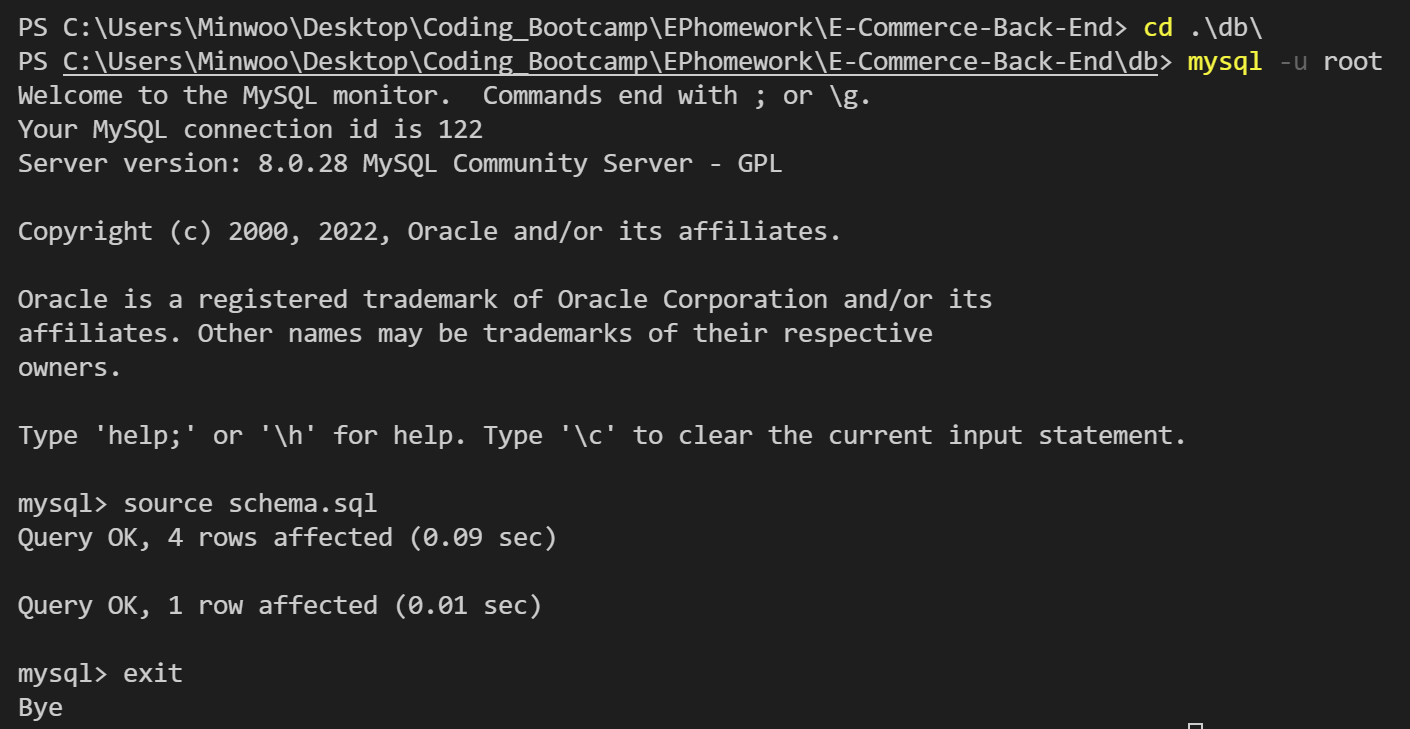 PS C:\Users\Minwoo\Desktop\Coding_Bootcamp\EPhomework\E-Commerce-Back-End> cd .\db\
PS C:\Users\Minwoo\Desktop\Coding_Bootcamp\EPhomework\E-Commerce-Back-End\db> mysql -u root
Welcome to the MySQL monitor.  Commands end with ; or \g.
Your MySQL connection id is 122
Server version: 8.0.28 MySQL Community Server - GPL

Copyright (c) 2000, 2022, Oracle and/or its affiliates.

Oracle is a registered trademark of Oracle Corporation and/or its
affiliates. Other names may be trademarks of their respective
owners.

Type 'help;' or '\h' for help. Type '\c' to clear the current input statement.

mysql> source schema.sql
Query OK, 4 rows affected (0.09 sec)

Query OK, 1 row affected (0.01 sec)

mysql> exit
Bye